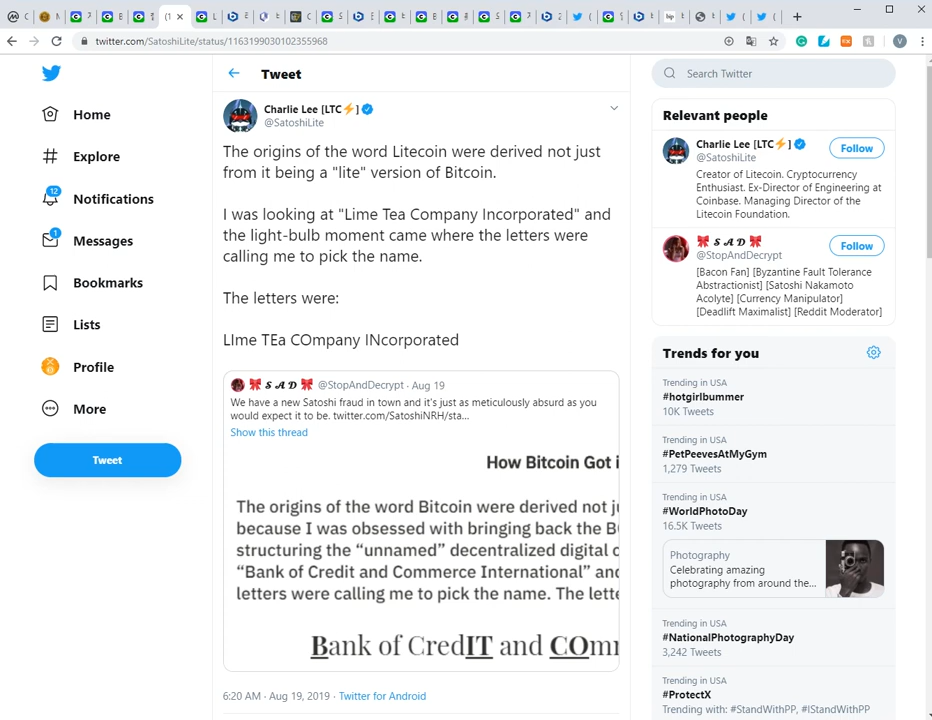 twitter.com/SatoshiLite/status/1163199030102355968
Home
Explore
12
Notifications
1
Messages
Bookmarks
Lists
Profile
More
Tweet
Tweet
Charlie Lee [LTC⚡]
@SatoshiLite
The origins of the word Litecoin were derived not just
from it being a "lite" version of Bitcoin.
I was looking at "Lime Tea Company Incorporated" and
the light-bulb moment came where the letters were
calling me to pick the name.
The letters were:
LIme TEa COmpany INcorporated
🎀 𝓢 𝓐 𝓓 🎀 @StopAndDecrypt · Aug 19
We have a new Satoshi fraud in town and it's just as meticulously absurd as you
would expect it to be. twitter.com/SatoshiNRH/sta...
Show this thread
How Bitcoin Got i
The origins of the word Bitcoin were derived not ju
because I was obsessed with bringing back the B
structuring the “unnamed” decentralized digital c
“Bank of Credit and Commerce International” and
letters were calling me to pick the name. The lette
Bank of CredIT and COmm
6:20 AM · Aug 19, 2019 · Twitter for Android
Search Twitter
Relevant people
Charlie Lee [LTC⚡]
@SatoshiLite
Follow
Creator of Litecoin. Cryptocurrency
Enthusiast. Ex-Director of Engineering at
Coinbase. Managing Director of the
Litecoin Foundation.
🎀 𝓢 𝓐 𝓓 🎀
@StopAndDecrypt
Follow
[Bacon Fan] [Byzantine Fault Tolerance
Abstractionist] [Satoshi Nakamoto
Acolyte] [Currency Manipulator]
[Deadlift Maximalist] [Reddit Moderator]
Trends for you
Trending in USA
#hotgirlbummer
10K Tweets
Trending in USA
#PetPeevesAtMyGym
1,279 Tweets
Trending in USA
#WorldPhotoDay
16.5K Tweets
Photography
Celebrating amazing
photography from around the...
Trending in USA
#NationalPhotographyDay
3,242 Tweets
Trending in USA
#ProtectX
Trending with: #StandWithPP, #IStandWithPP